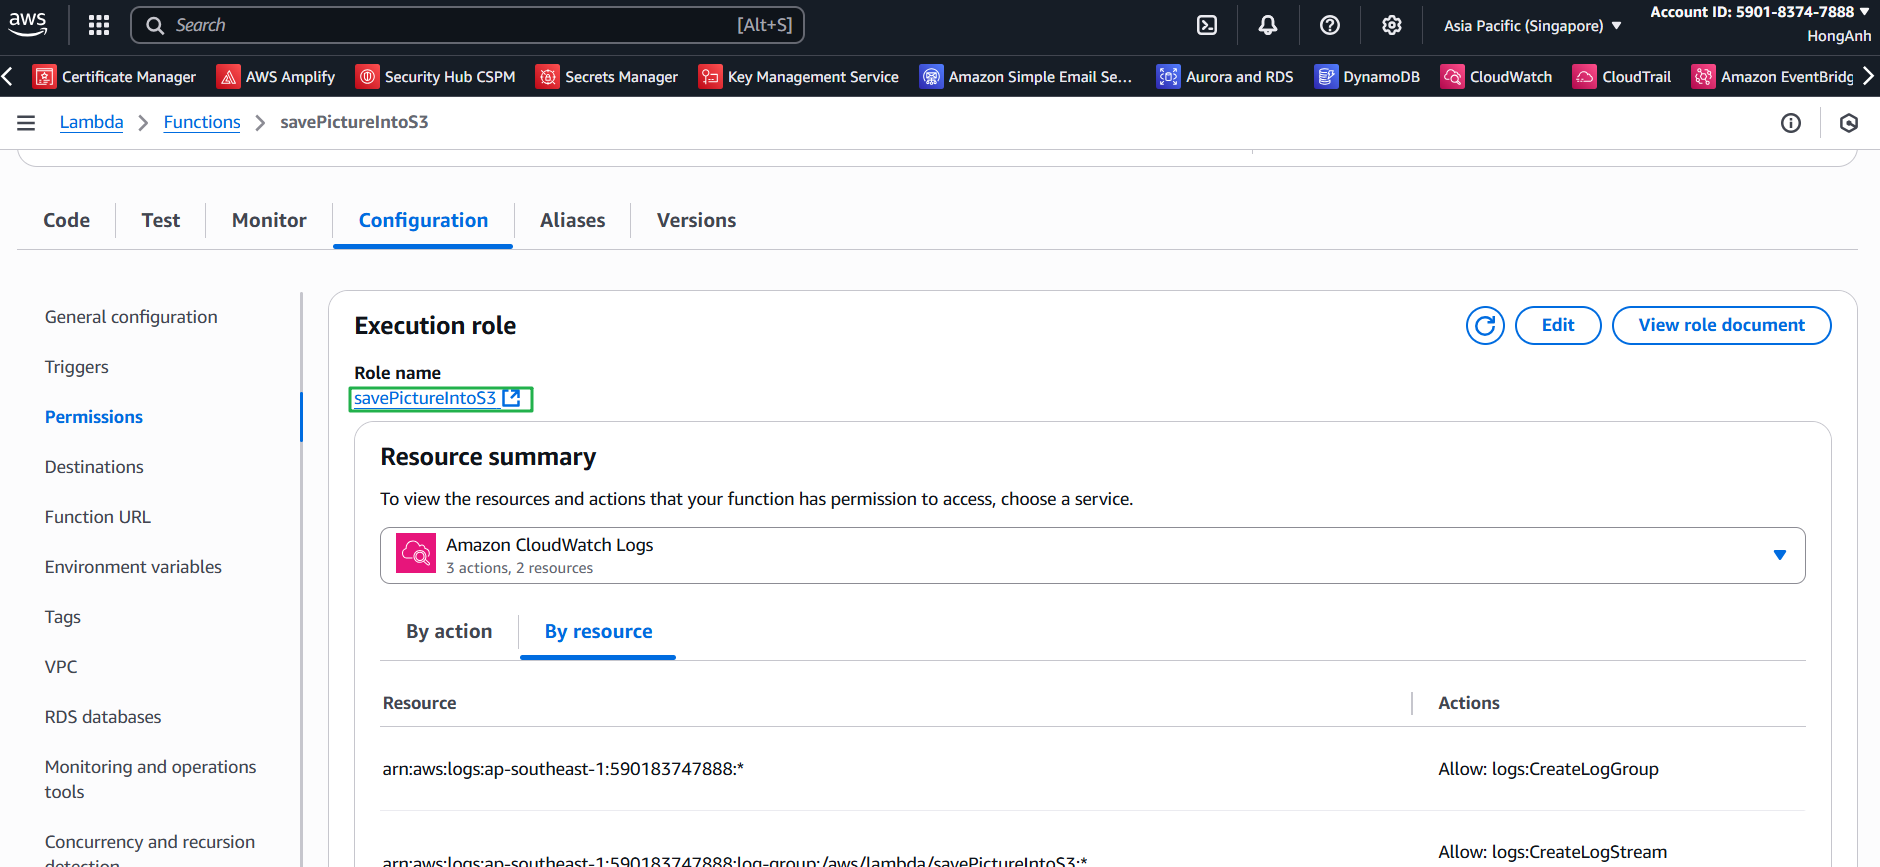 aws
Search [Alt+S]
Asia Pacific (Singapore)
Account ID: 5901-8374-7888
HongAnh
Certificate Manager
AWS Amplify
Security Hub CSPM
Secrets Manager
Key Management Service
Amazon Simple Email Se...
Aurora and RDS
DynamoDB
CloudWatch
CloudTrail
Amazon EventBridg
Lambda
Functions
savePictureIntoS3
Code
Test
Monitor
Configuration
Aliases
Versions
General configuration
Triggers
Permissions
Destinations
Function URL
Environment variables
Tags
VPC
RDS databases
Monitoring and operations
tools
Concurrency and recursion
detection
Execution role
Edit
View role document
Role name
savePictureIntoS3
Resource summary
To view the resources and actions that your function has permission to access, choose a service.
Amazon CloudWatch Logs
3 actions, 2 resources
By action
By resource
Resource
Actions
arn:aws:logs:ap-southeast-1:590183747888:*
Allow: logs:CreateLogGroup
arn:aws:logs:ap-southeast-1:590183747888:log-group:/aws/lambda/savePictureIntoS3:*
Allow: logs:CreateLogStream